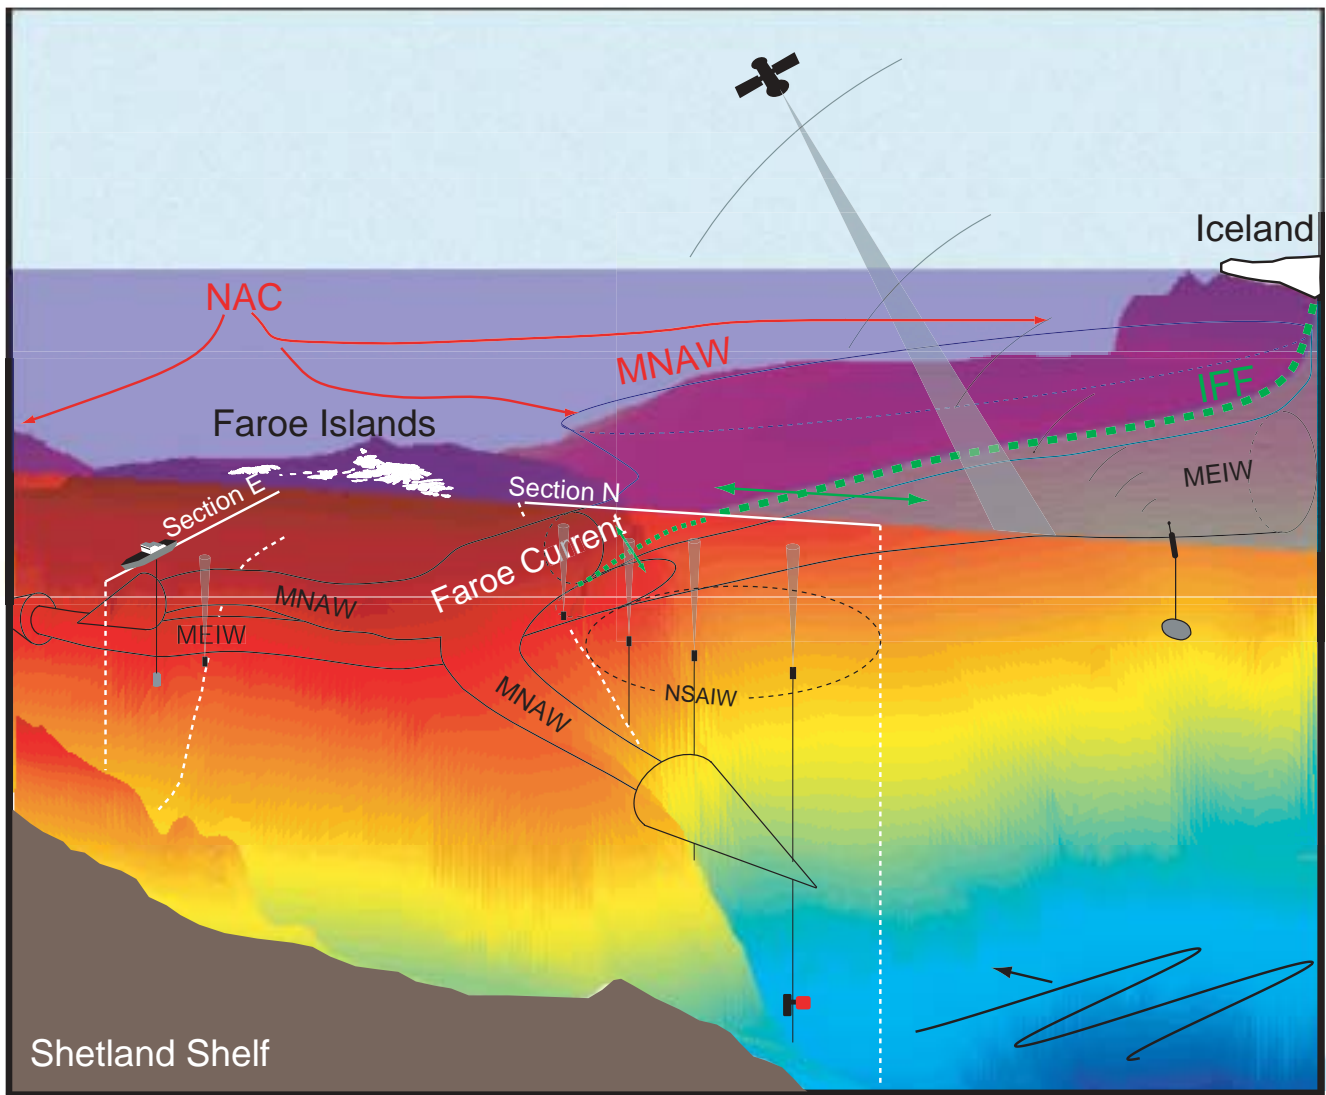 Iceland
NAC
MNAW
IFF
Faroe Islands
MEIW
Section E
Section N
Faroe Current
MNAW
MEIW
MNAW
NSAIW
Shetland Shelf